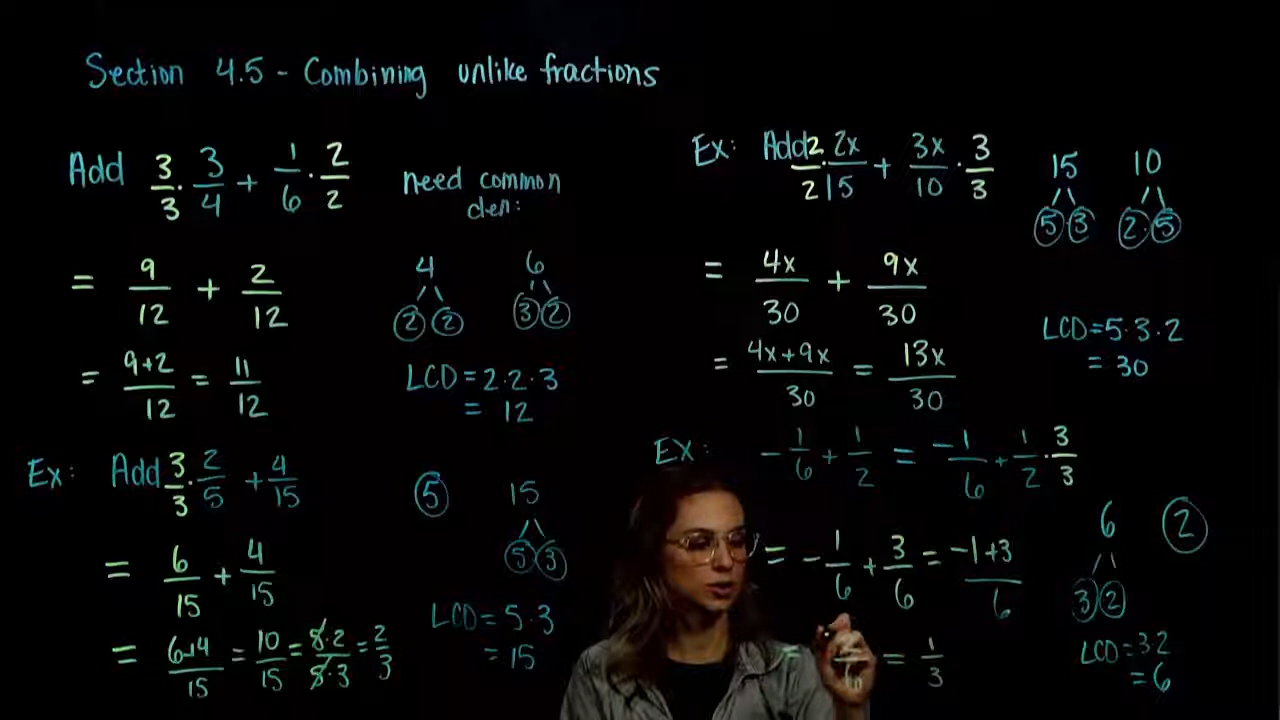 Section 4.5 - Combining unlike fractions
Add 3/3 · 3/4 + 1/6 · 2/2
need common
den:
= 9/12 + 2/12
4 6
2 2 3 2
= 9+2/12 = 11/12
LCD = 2·2·3
= 12
Ex: Add 3/3 · 2/5 + 4/15
5 15
5 3
= 6/15 + 4/15
LCD = 5·3
= 15
= 6+4/15 = 10/15 = 5·2/5·3 = 2/3
Ex: Add 2/2 · 2x/15 + 3x/10 · 3/3
15 10
5 3 2 5
= 4x/30 + 9x/30
LCD = 5·3·2
= 30
= 4x+9x/30 = 13x/30
Ex: -1/6 + 1/2 = -1/6 + 1/2 · 3/3
6 2
3 2
= -1/6 + 3/6 = -1+3/6
LCD = 3·2
= 6
= 2/6 = 1/3